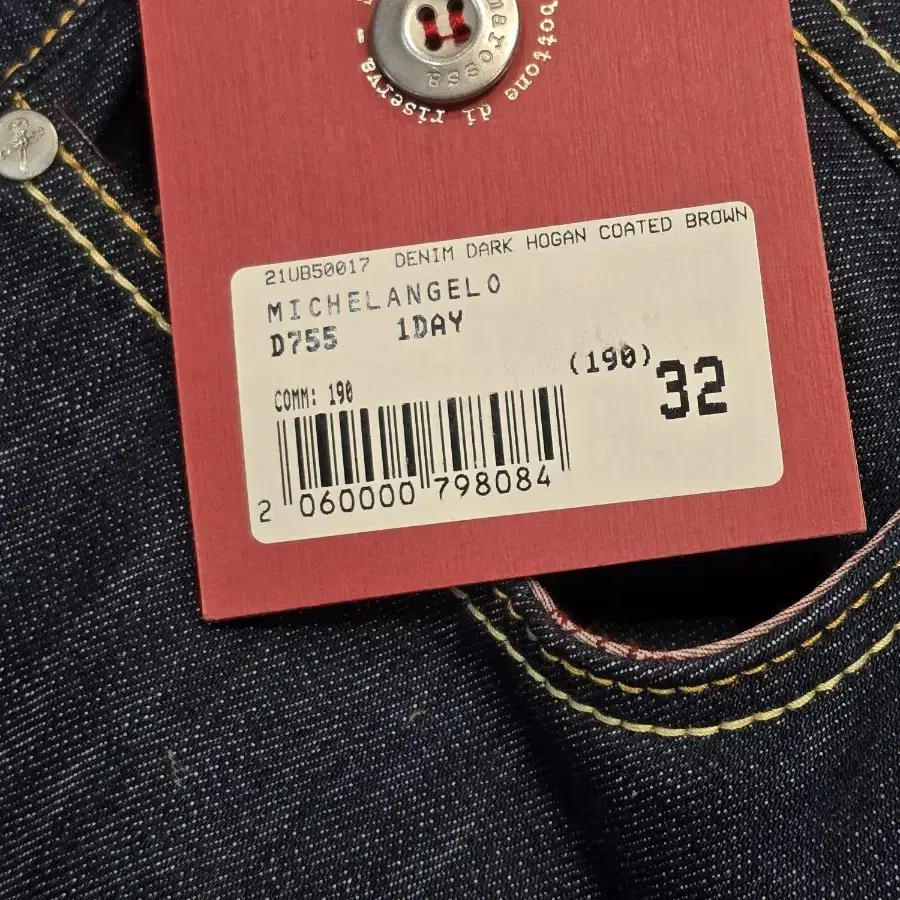 bottone di riserva
21UB50017 DENIM DARK HOGAN COATED BROWN
MICHELANGELO
D755 1DAY
(190) 32
COMM: 190
2 060000 798084